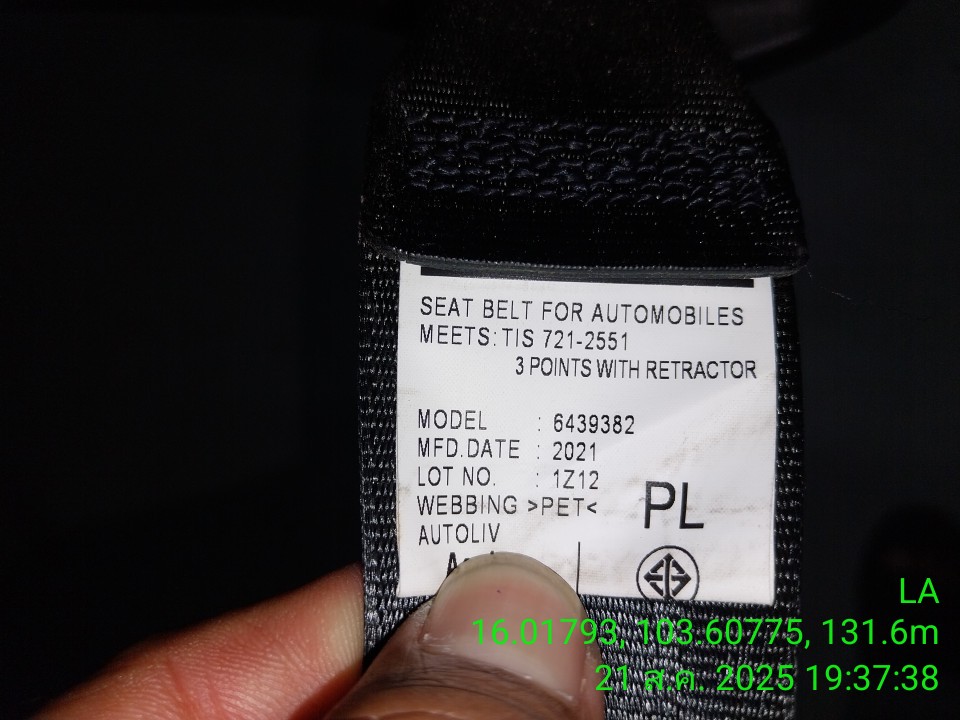 SEAT BELT FOR AUTOMOBILES
MEETS: TIS 721-2551
3 POINTS WITH RETRACTOR
MODEL : 6439382
MFD.DATE : 2021
LOT NO. : 1Z12
WEBBING >PET<
PL
AUTOLIV
LA
16.01793, 103.60775, 131.6m
21 ส.ค. 2025 19:37:38